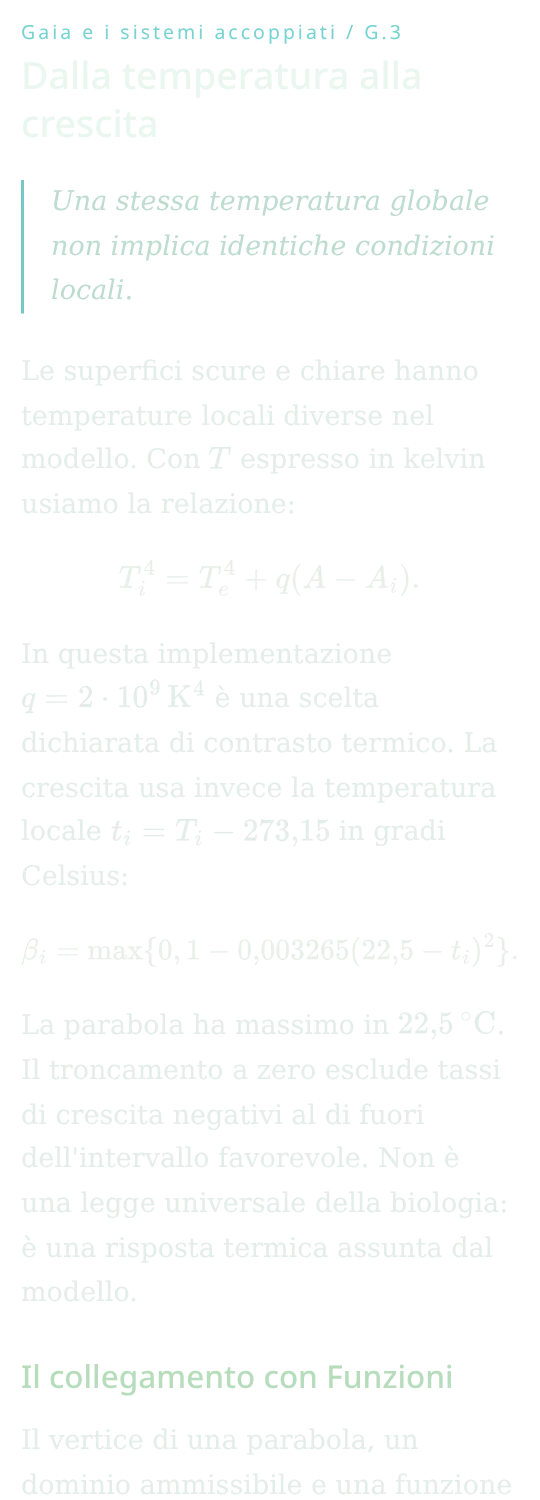 Gaia e i sistemi accoppiati / G.3
Dalla temperatura alla
crescita
Una stessa temperatura globale
non implica identiche condizioni
locali.
Le superfici scure e chiare hanno
temperature locali diverse nel
modello. Con T espresso in kelvin
usiamo la relazione:
T_i^4 = T_e^4 + q(A − A_i).
In questa implementazione
q = 2 · 10^9 K^4 è una scelta
dichiarata di contrasto termico. La
crescita usa invece la temperatura
locale t_i = T_i − 273,15 in gradi
Celsius:
β_i = max{0, 1 − 0,003265(22,5 − t_i)^2}.
La parabola ha massimo in 22,5 °C.
Il troncamento a zero esclude tassi
di crescita negativi al di fuori
dell'intervallo favorevole. Non è
una legge universale della biologia:
è una risposta termica assunta dal
modello.
Il collegamento con Funzioni
Il vertice di una parabola, un
dominio ammissibile e una funzione